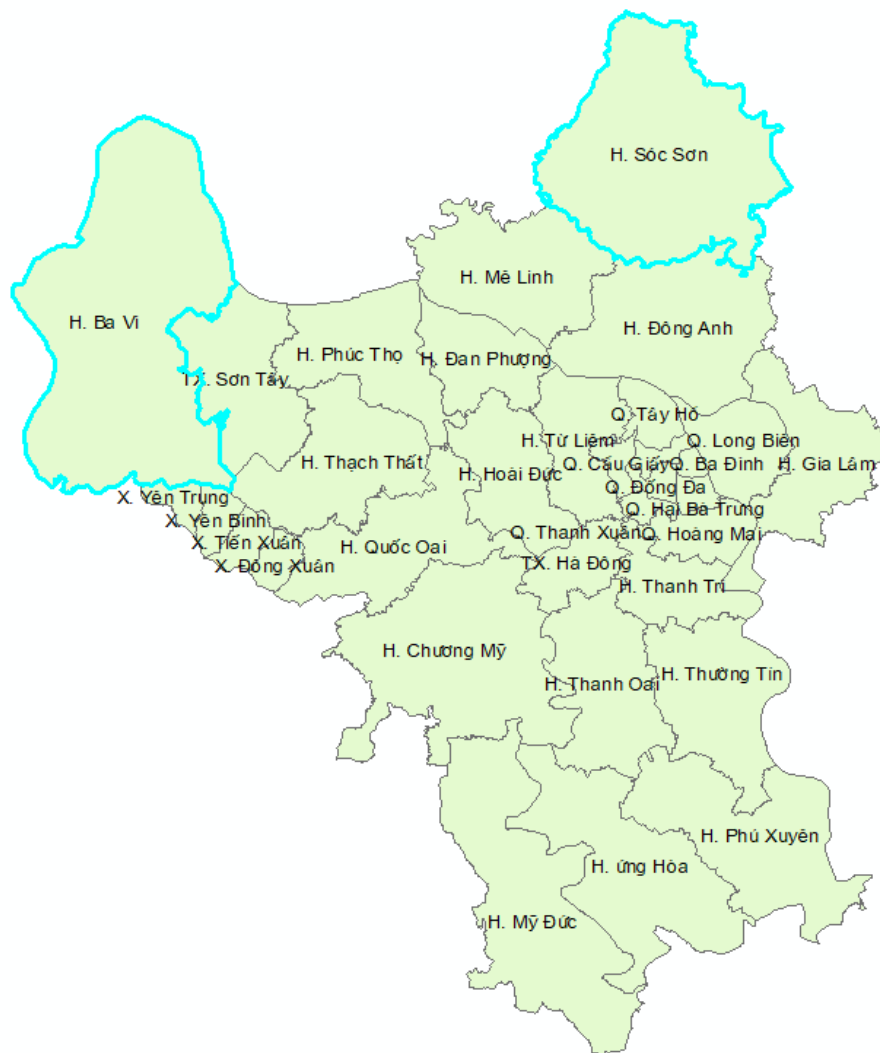 H. Sóc Sơn
H. Mê Linh
H. Ba Vì
H. Đông Anh
H. Phúc Thọ
H. Đan Phượng
TX. Sơn Tây
Q. Tây Hồ
H. Từ Liêm
Q. Long Biên
H. Thạch Thất
H. Hoài Đức
Q. Cầu Giấy
Q. Ba Đình
H. Gia Lâm
Q. Đống Đa
X. Yên Trung
Q. Hai Bà Trưng
X. Yên Bình
Q. Thanh Xuân
Q. Hoàng Mai
X. Tiến Xuân
H. Quốc Oai
X. Đông Xuân
TX. Hà Đông
H. Thanh Trì
H. Chương Mỹ
H. Thanh Oai
H. Thường Tín
H. Phú Xuyên
H. ứng Hòa
H. Mỹ Đức